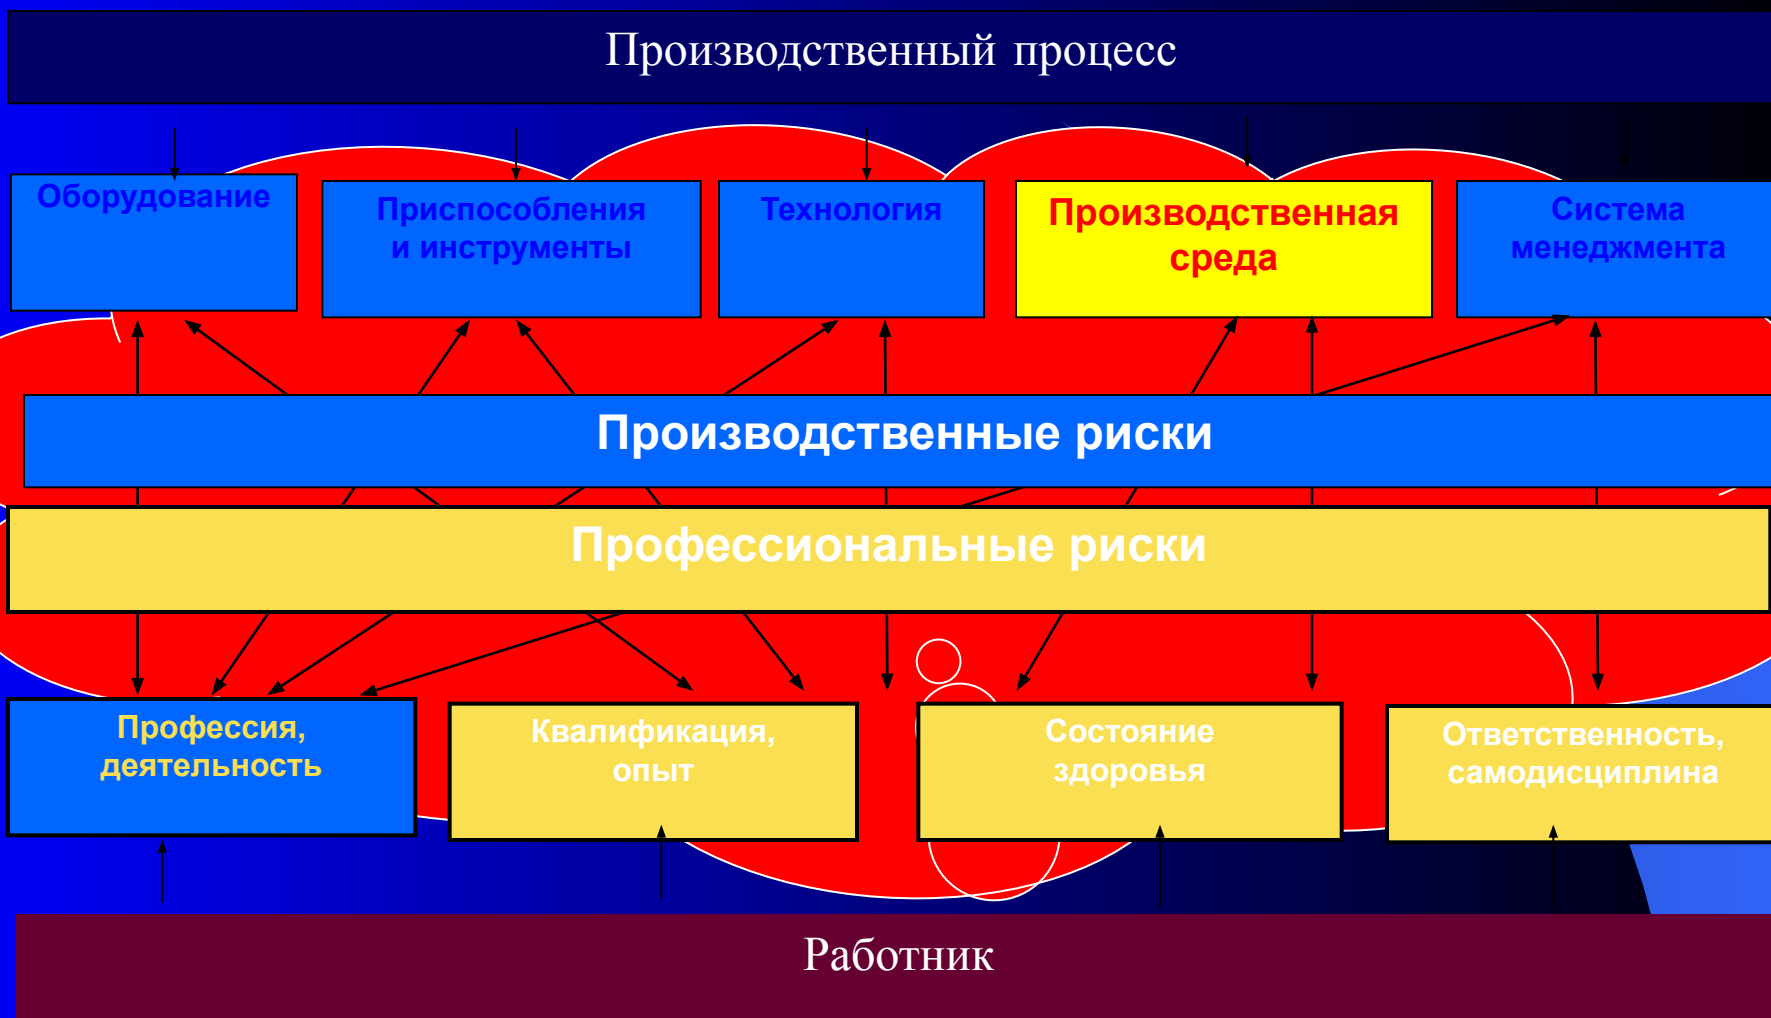 Производственный процесс
Оборудование
Приспособления
и инструменты
Технология
Производственная
среда
Система
менеджмента
Производственные риски
Профессиональные риски
Профессия,
деятельность
Квалификация,
опыт
Состояние
здоровья
Ответственность,
самодисциплина
Работник